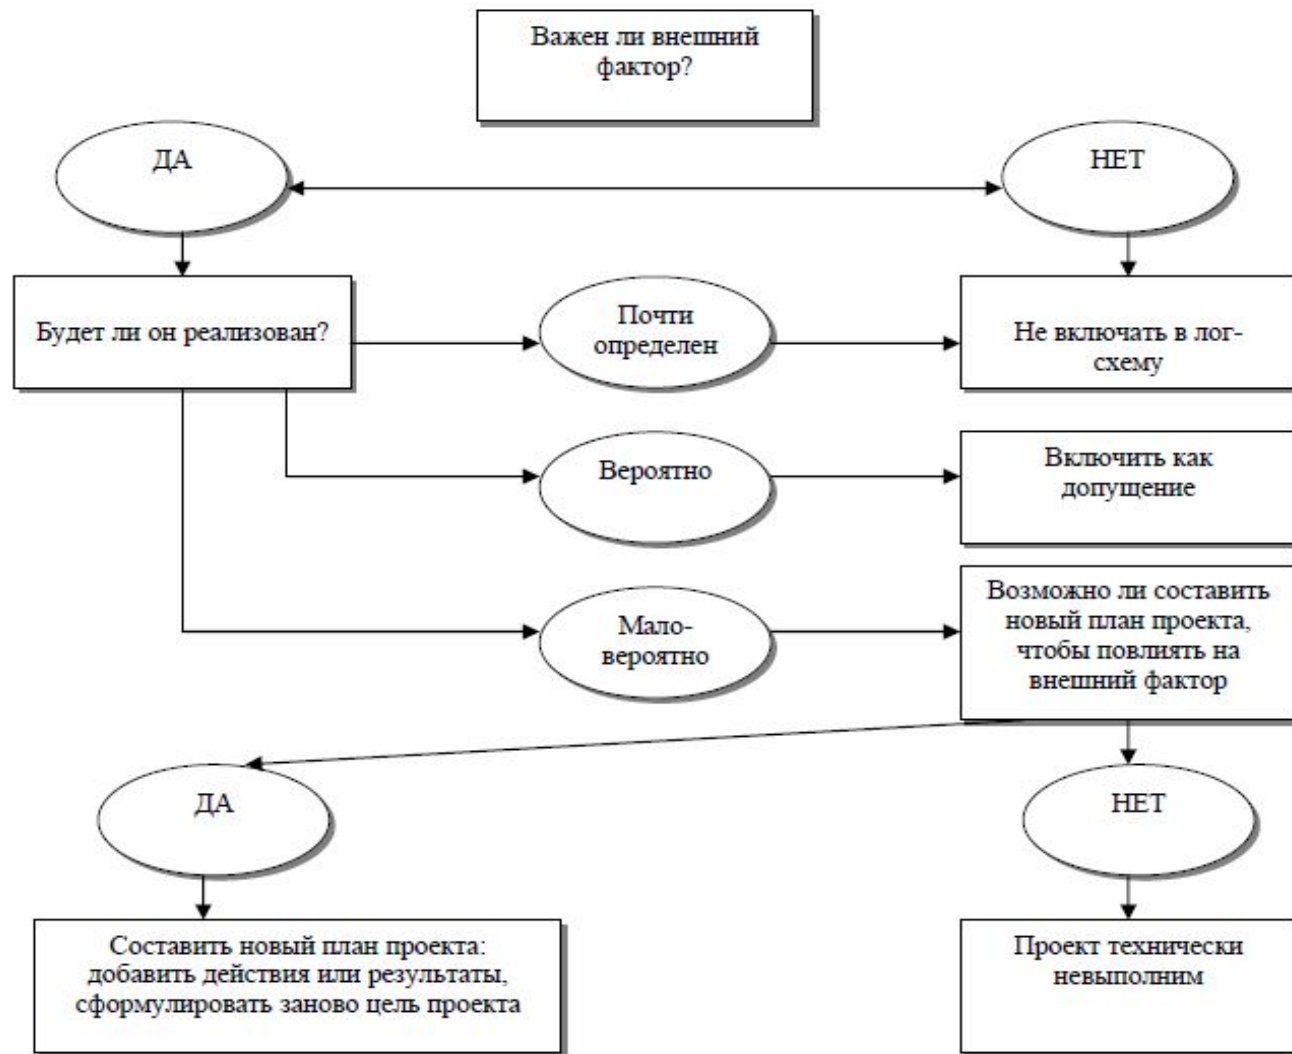 Важен ли внешний
фактор?
ДА
НЕТ
Будет ли он реализован?
Почти
определен
Не включать в лог-
схему
Вероятно
Включить как
допущение
Мало-
вероятно
Возможно ли составить
новый план проекта,
чтобы повлиять на
внешний фактор
ДА
НЕТ
Составить новый план проекта:
добавить действия или результаты,
сформулировать заново цель проекта
Проект технически
невыполним